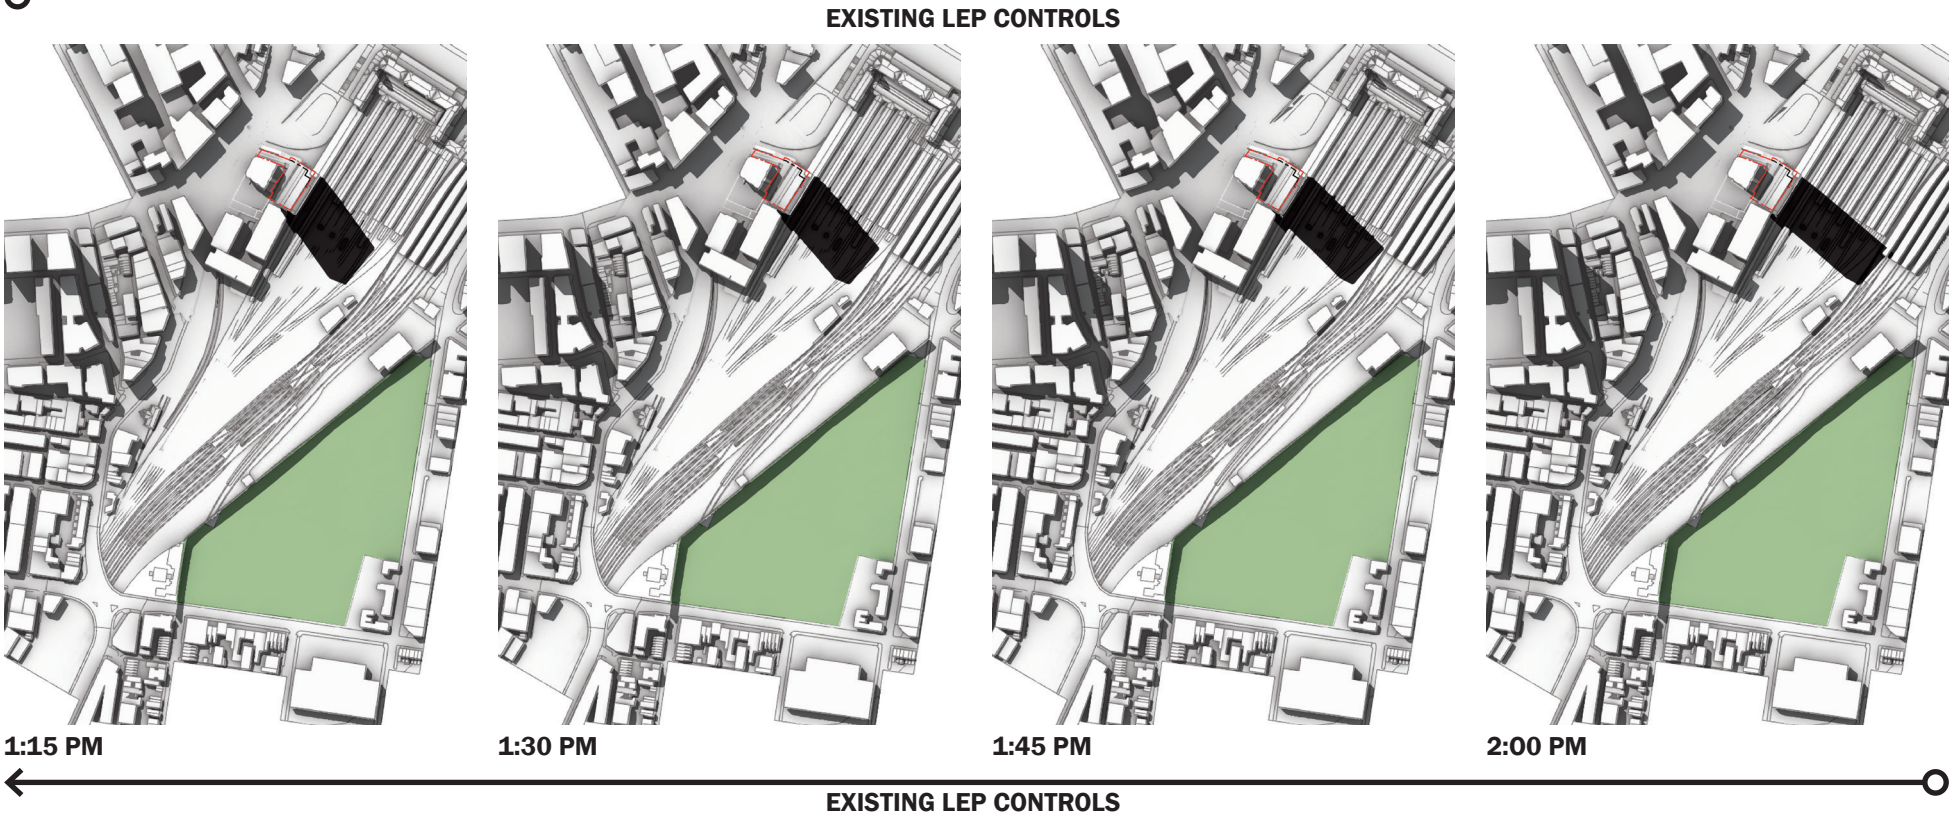 EXISTING LEP CONTROLS
1:15 PM
1:30 PM
1:45 PM
2:00 PM
EXISTING LEP CONTROLS